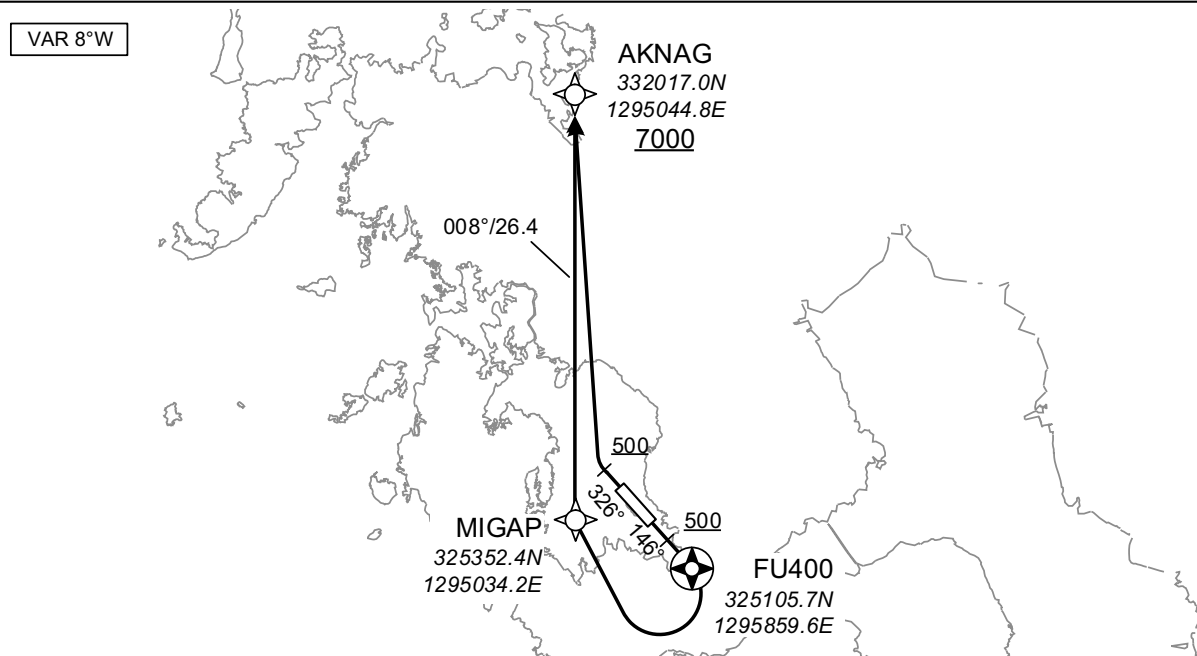 VAR 8°W
AKNAG
332017.0N
1295044.8E
7000
008°/26.4
500
326°
146°
500
MIGAP
325352.4N
1295034.2E
FU400
325105.7N
1295859.6E